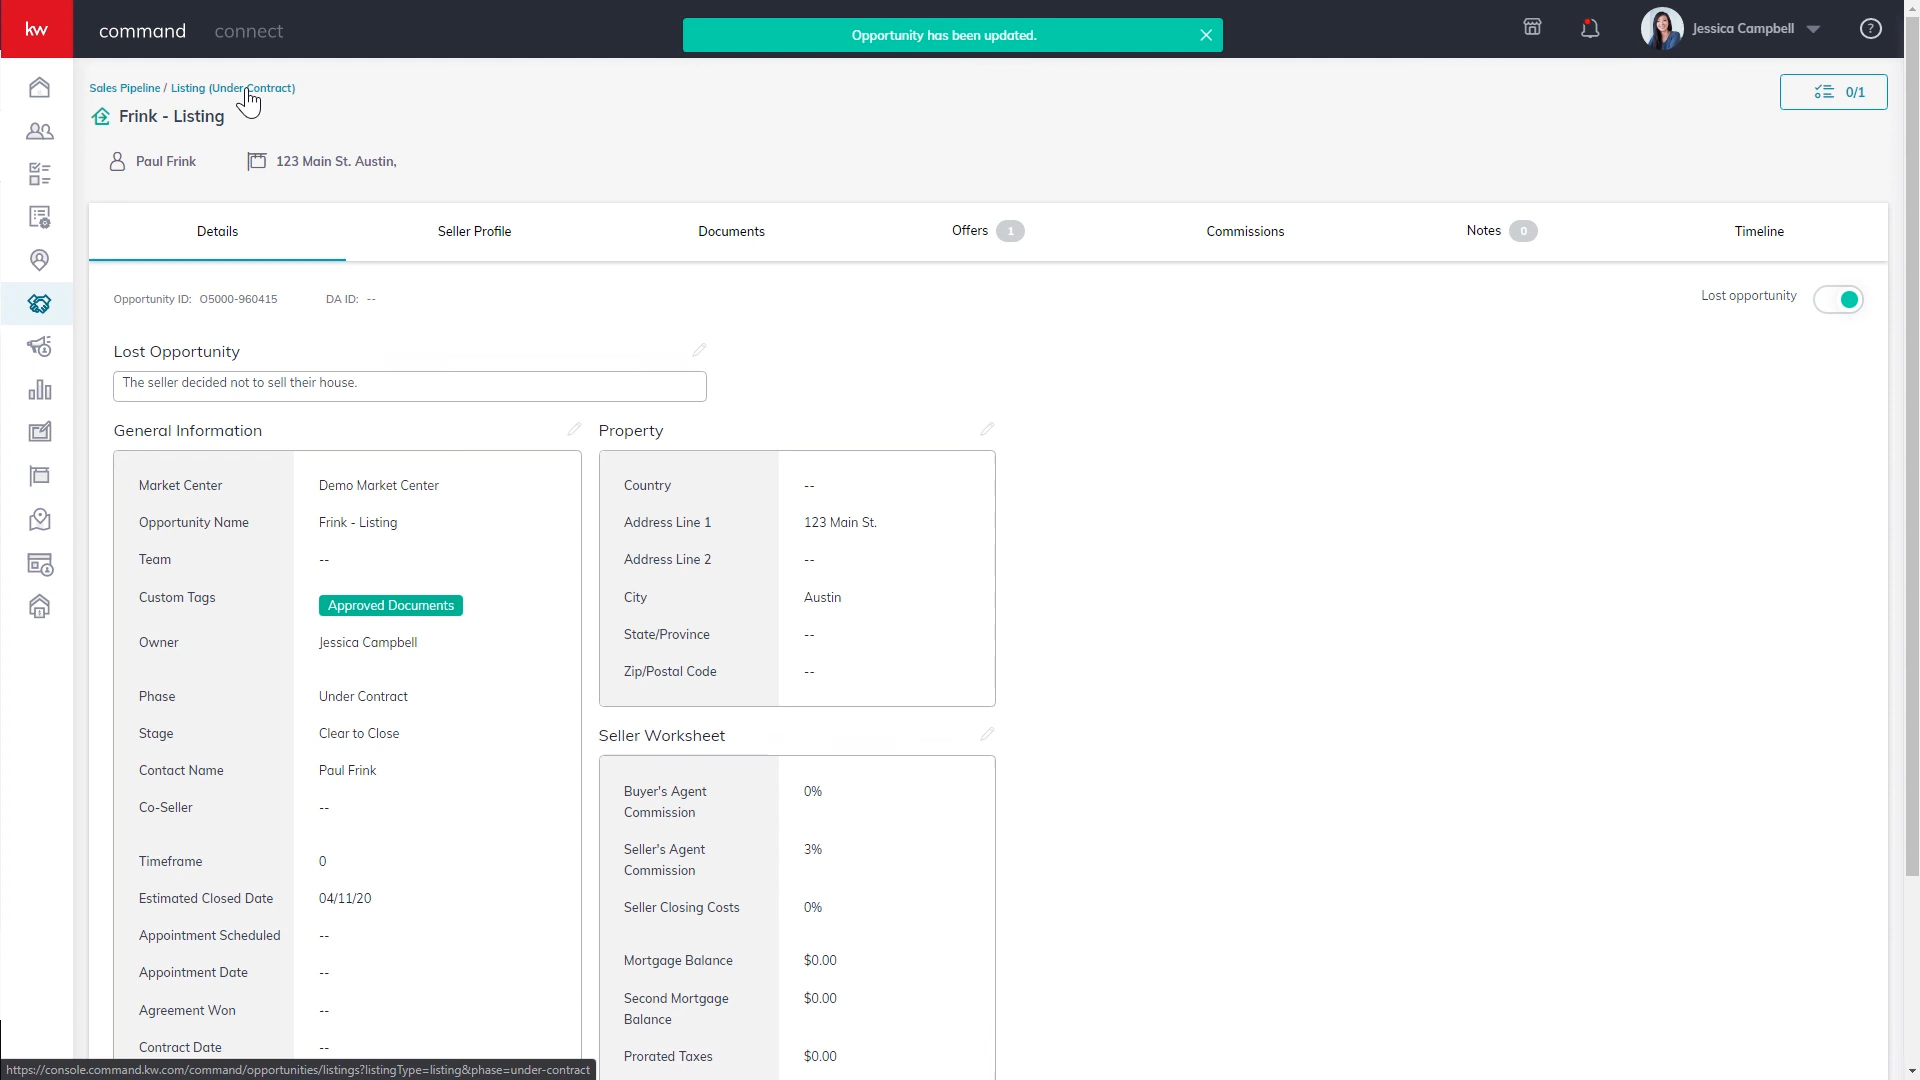 kw
command
connect
Opportunity has been updated.
Jessica Campbell
?
Sales Pipeline / Listing (Under Contract)
0/1
Frink - Listing
Paul Frink
123 Main St. Austin,
Details
Seller Profile
Documents
Offers 1
Commissions
Notes 0
Timeline
Opportunity ID: O5000-960415
DA ID: --
Lost opportunity
Lost Opportunity
The seller decided not to sell their house.
General Information
Market Center Demo Market Center
Opportunity Name Frink - Listing
Team --
Custom Tags Approved Documents
Owner Jessica Campbell
Phase Under Contract
Stage Clear to Close
Contact Name Paul Frink
Co-Seller --
Timeframe 0
Estimated Closed Date 04/11/20
Appointment Scheduled --
Appointment Date --
Agreement Won --
Contract Date --
Property
Country --
Address Line 1 123 Main St.
Address Line 2 --
City Austin
State/Province --
Zip/Postal Code --
Seller Worksheet
Buyer's Agent 0%
Commission
Seller's Agent 3%
Commission
Seller Closing Costs 0%
Mortgage Balance $0.00
Second Mortgage $0.00
Balance
Prorated Taxes $0.00
https://console.command.kw.com/command/opportunities/listings?listingType=listing&phase=under-contract